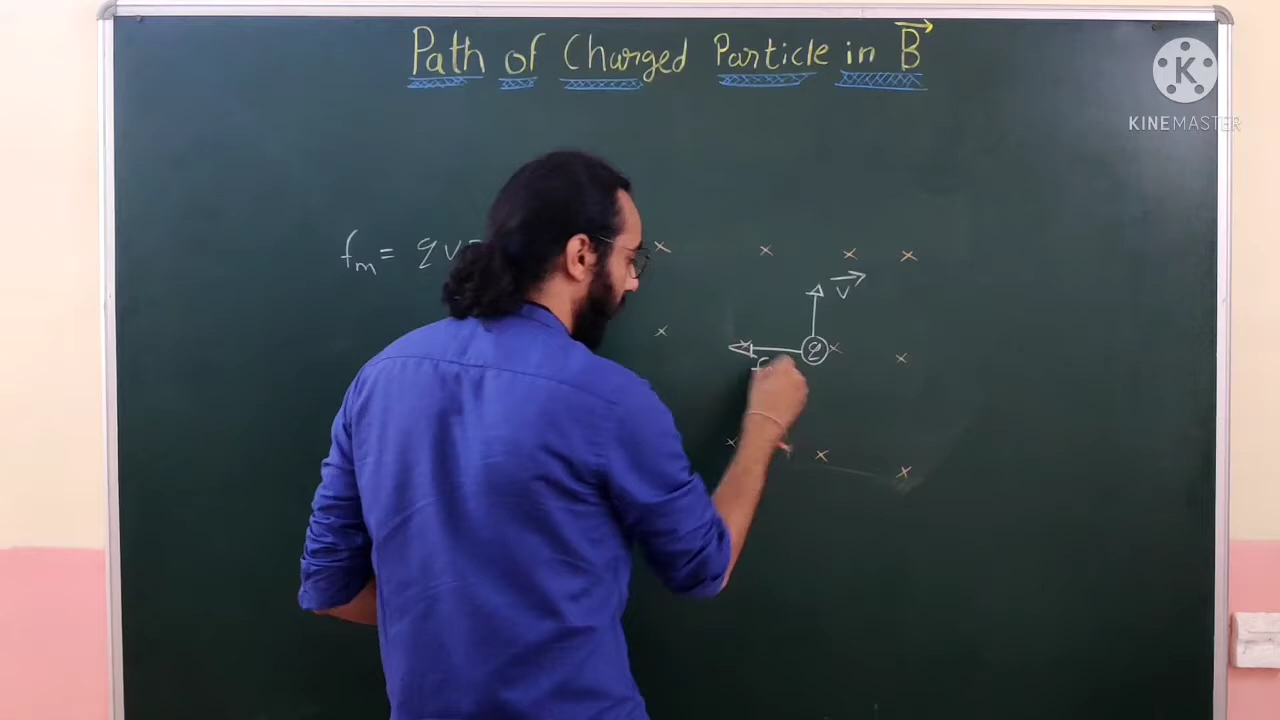 Path of Charged Particle in B
K
KINEMASTER
fm = qv
v
q
f